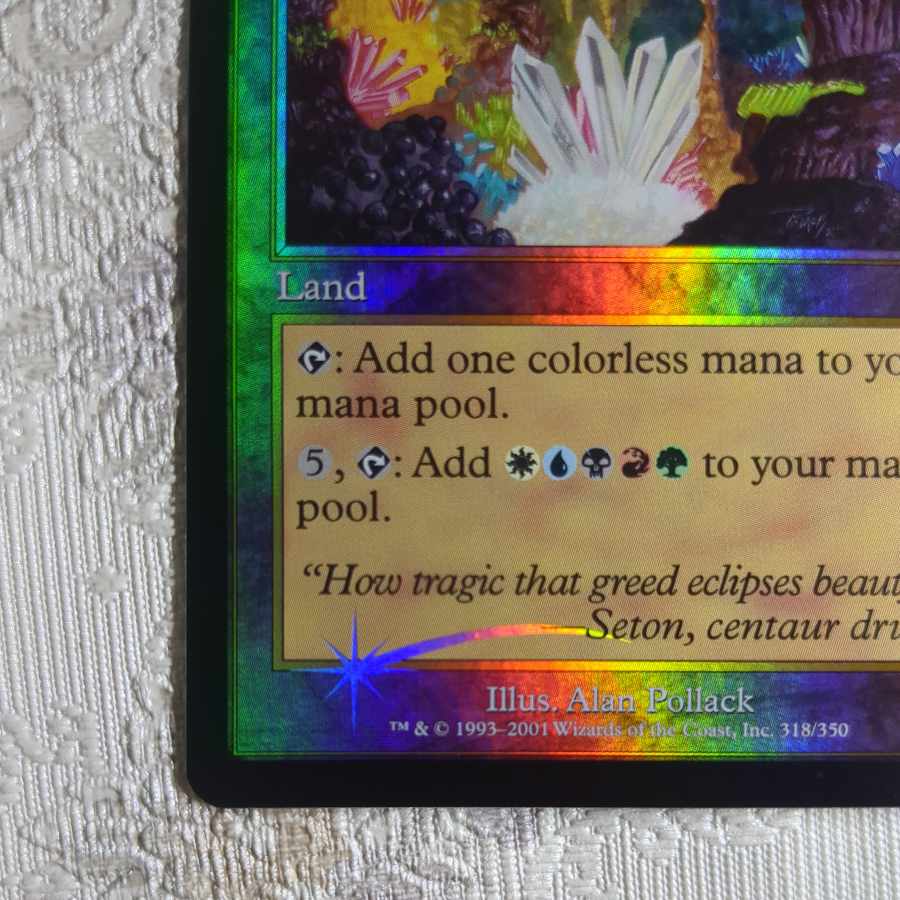 Land
: Add one colorless mana to yo
mana pool.
5, : Add to your ma
pool.
“How tragic that greed eclipses beaut
Seton, centaur dru
Illus. Alan Pollack
™ & © 1993–2001 Wizards of the Coast, Inc. 318/350